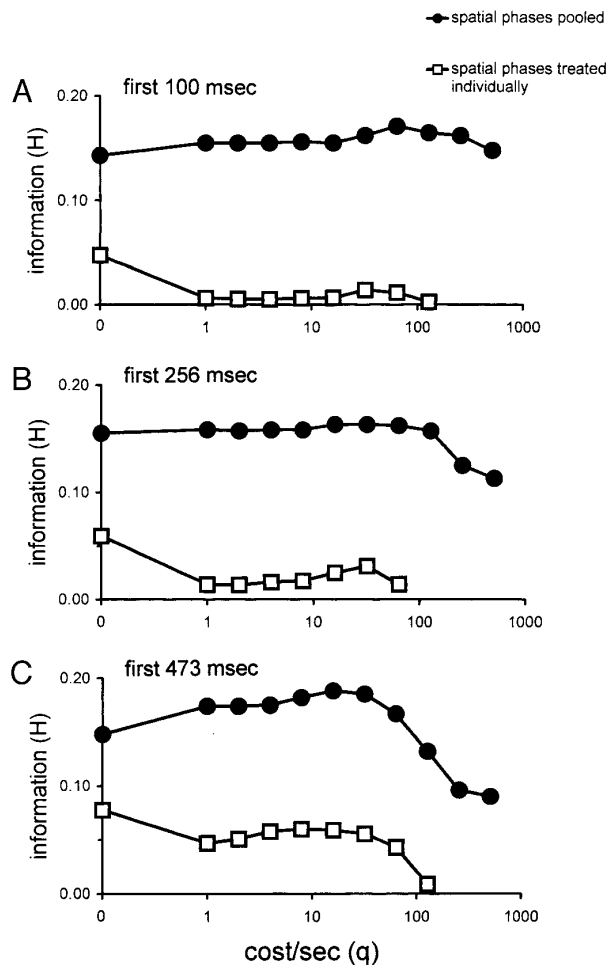 spatial phases pooled
spatial phases treated
individually
A
first 100 msec
information (H)
0.20
0.10
0.00
0
1
10
100
1000
B
first 256 msec
information (H)
0.20
0.10
0.00
0
1
10
100
1000
C
first 473 msec
information (H)
0.20
0.10
0.00
0
1
10
100
1000
cost/sec (q)